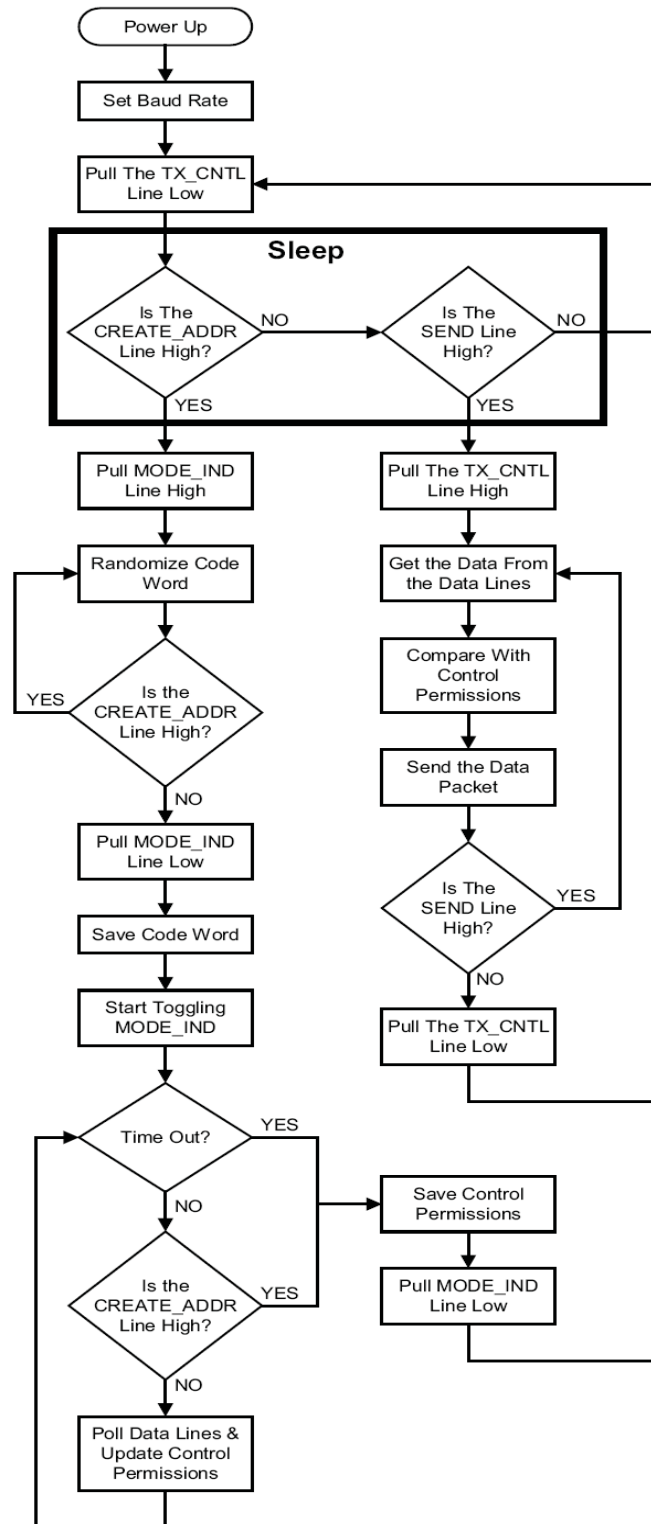 Power Up
Set Baud Rate
Pull The TX_CNTL
Line Low
Sleep
Is The
CREATE_ADDR
Line High?
NO
YES
Is The
SEND Line
High?
NO
YES
Pull MODE_IND
Line High
Randomize Code
Word
Is the
CREATE_ADDR
Line High?
YES
NO
Pull MODE_IND
Line Low
Save Code Word
Start Toggling
MODE_IND
Time Out?
YES
NO
Is the
CREATE_ADDR
Line High?
YES
NO
Poll Data Lines &
Update Control
Permissions
Pull The TX_CNTL
Line High
Get the Data From
the Data Lines
Compare With
Control
Permissions
Send the Data
Packet
Is The
SEND Line
High?
YES
NO
Pull The TX_CNTL
Line Low
Save Control
Permissions
Pull MODE_IND
Line Low